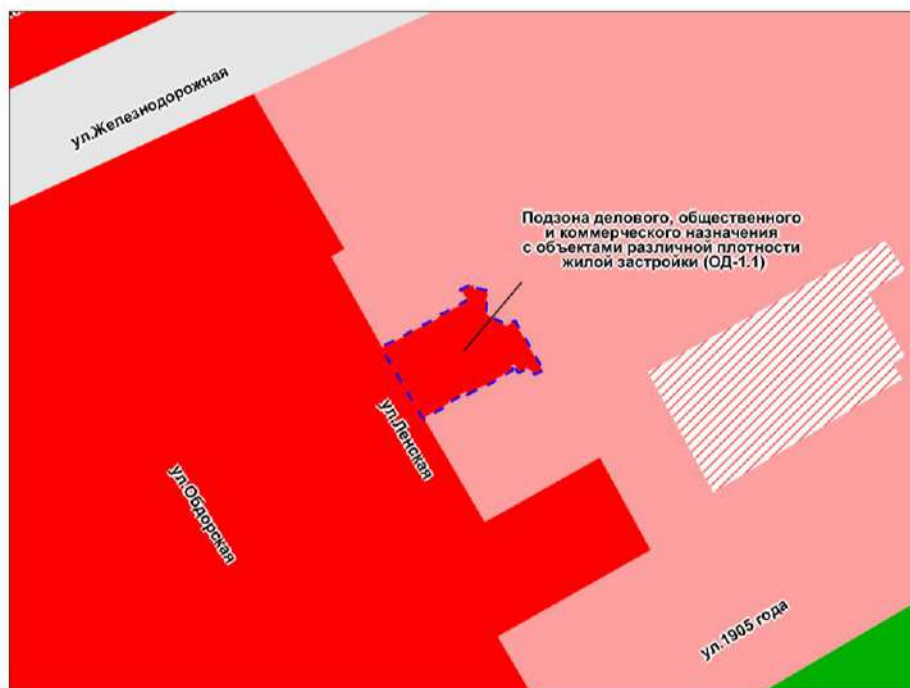 ул.Железнодорожная
Подзона делового, общественного
и коммерческого назначения
с объектами различной плотности
жилой застройки (ОД-1.1)
ул.Ленская
ул.Обдорская
ул.1905 года